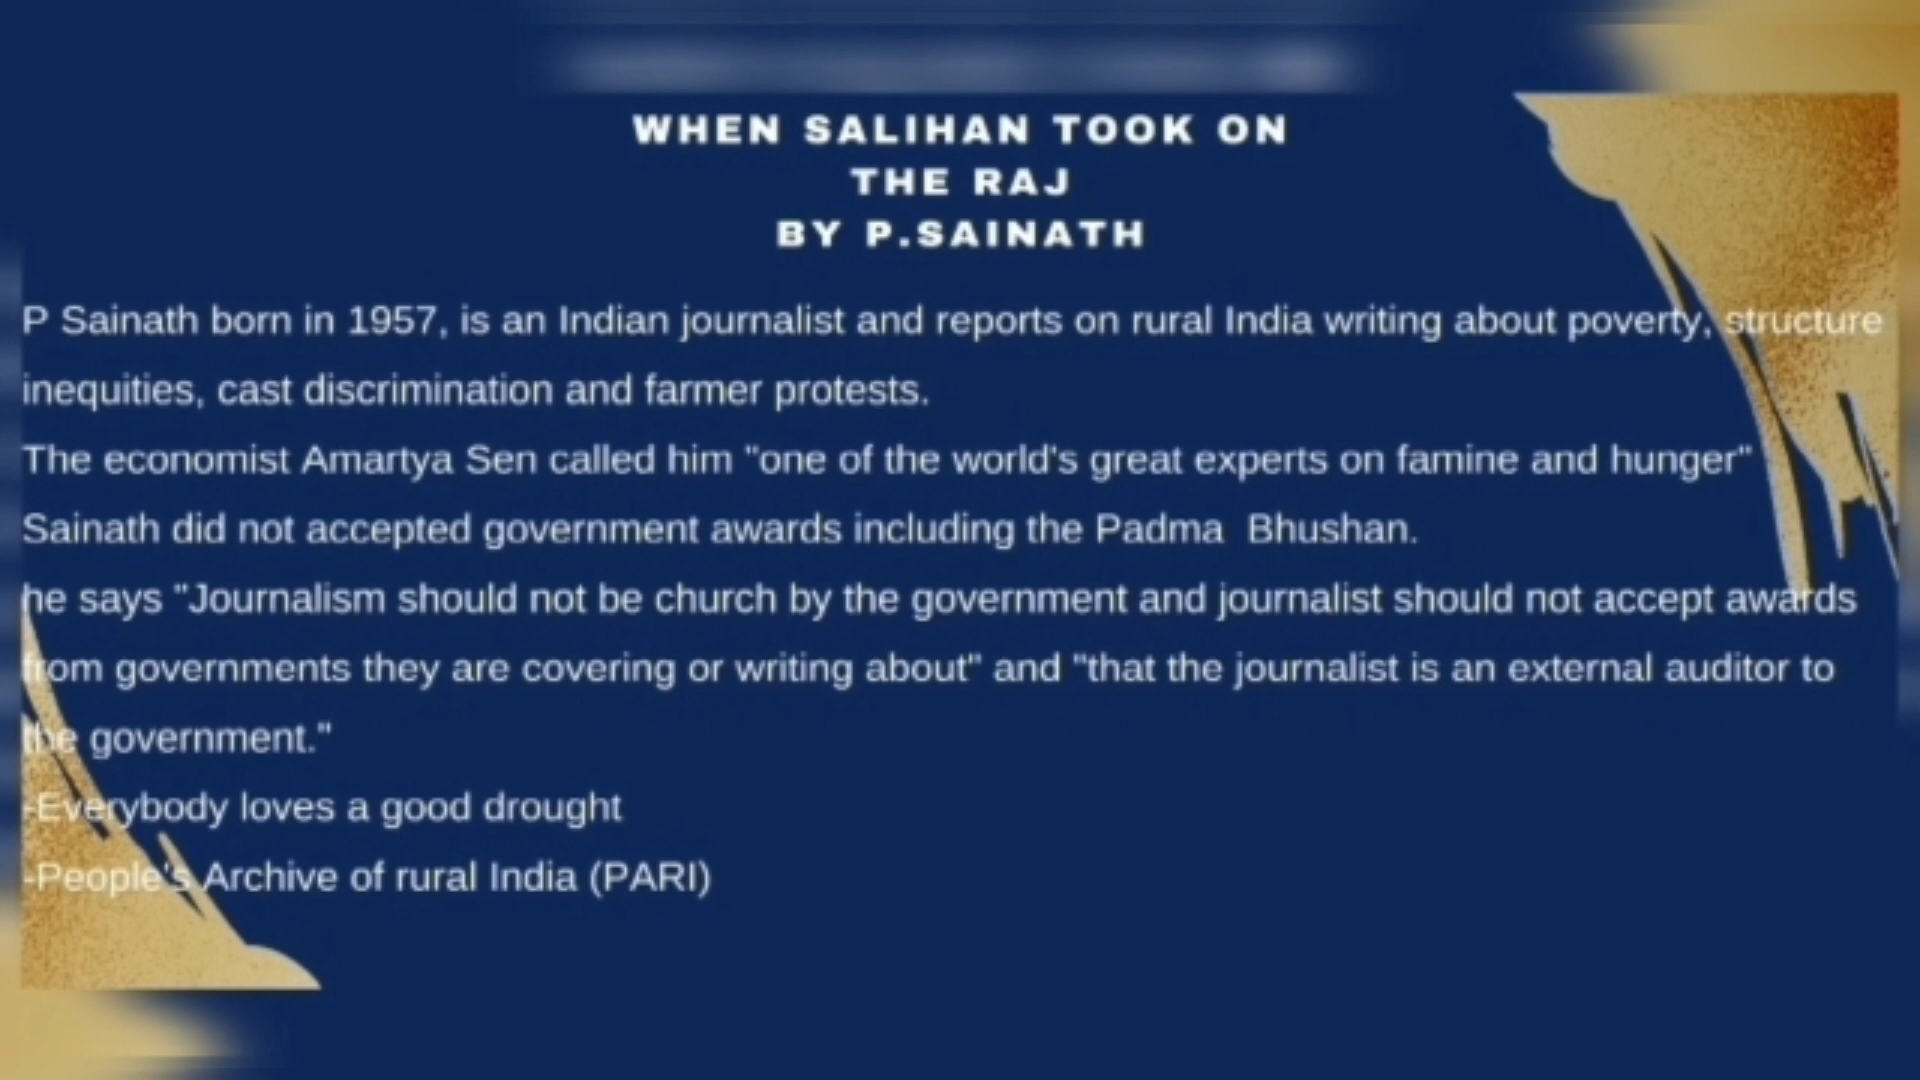 WHEN SALIHAN TOOK ON
THE RAJ
BY P.SAINATH
P Sainath born in 1957, is an Indian journalist and reports on rural India writing about poverty, structure
inequities, cast discrimination and farmer protests.
The economist Amartya Sen called him "one of the world's great experts on famine and hunger"
Sainath did not accepted government awards including the Padma  Bhushan.
he says "Journalism should not be church by the government and journalist should not accept awards
from governments they are covering or writing about" and "that the journalist is an external auditor to
the government."
-Everybody loves a good drought
-People's Archive of rural India (PARI)